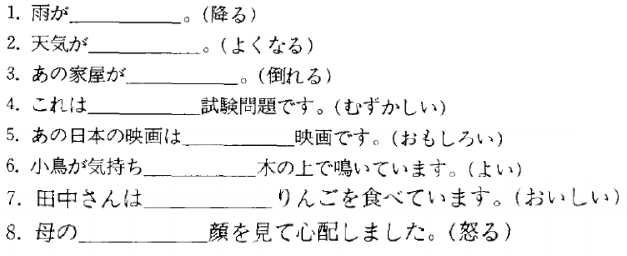 1. 雨が__________。(降る)
2. 天気が__________。(よくなる)
3. あの家屋が__________。(倒れる)
4. これは__________試験問題です。(むずかしい)
5. あの日本の映画は__________映画です。(おもしろい)
6. 小鳥が気持ち__________木の上で鳴いています。(よい)
7. 田中さんは__________りんごを食べています。(おいしい)
8. 母の__________顔を見て心配しました。(怒る)